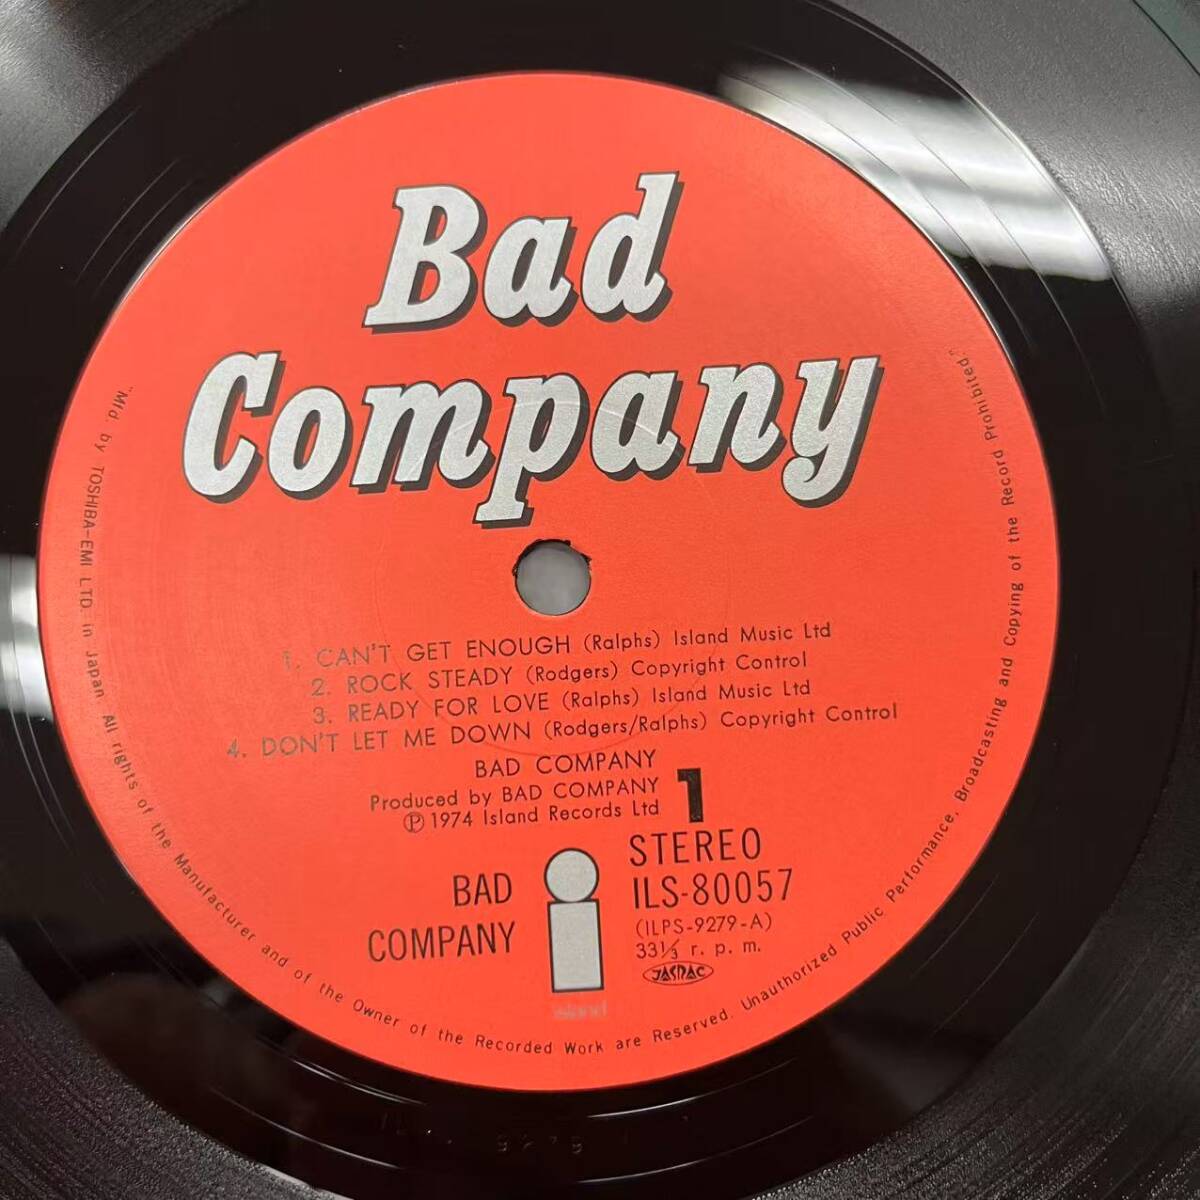 Bad
Company
1. CAN'T GET ENOUGH (Ralphs) Island Music Ltd
2. ROCK STEADY (Rodgers) Copyright Control
3. READY FOR LOVE (Ralphs) Island Music Ltd
4. DON'T LET ME DOWN (Rodgers/Ralphs) Copyright Control
BAD COMPANY
Produced by BAD COMPANY
Ⓟ 1974 Island Records Ltd
1
STEREO
ILS-80057
(ILPS-9279-A)
33⅓ r. p. m.
JASRAC
BAD
COMPANY
i
island
"Mfd. by TOSHIBA-EMI LTD. in Japan. All rights of the Manufacturer and of the Owner of the Recorded Work are Reserved. Unauthorized Public Performance, Broadcasting and Copying of the Record Prohibited."